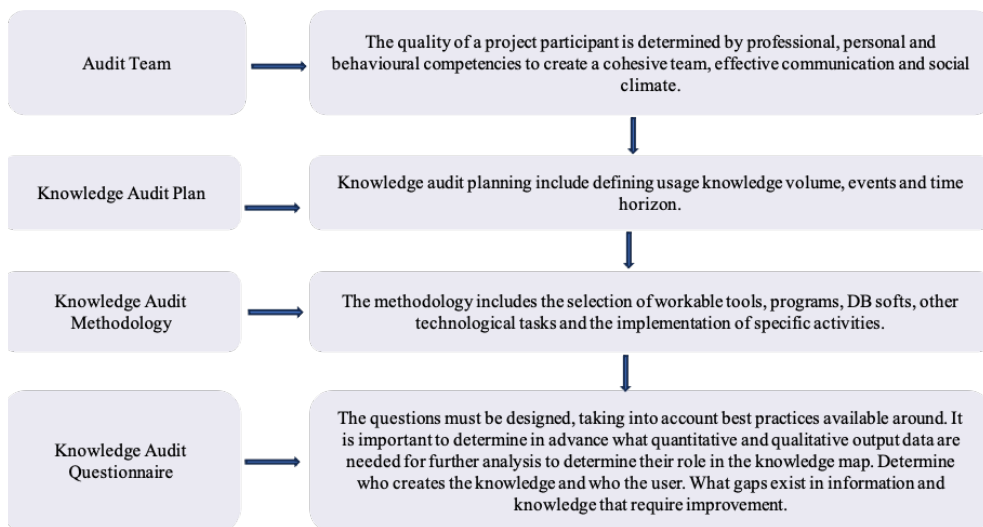 Audit Team
The quality of a project participant is determined by professional, personal and
behavioural competencies to create a cohesive team, effective communication and social
climate.
Knowledge Audit Plan
Knowledge audit planning include defining usage knowledge volume, events and time
horizon.
Knowledge Audit
Methodology
The methodology includes the selection of workable tools, programs, DB softs, other
technological tasks and the implementation of specific activities.
Knowledge Audit
Questionnaire
The questions must be designed, taking into account best practices available around. It
is important to determine in advance what quantitative and qualitative output data are
needed for further analysis to determine their role in the knowledge map. Determine
who creates the knowledge and who the user. What gaps exist in information and
knowledge that require improvement.